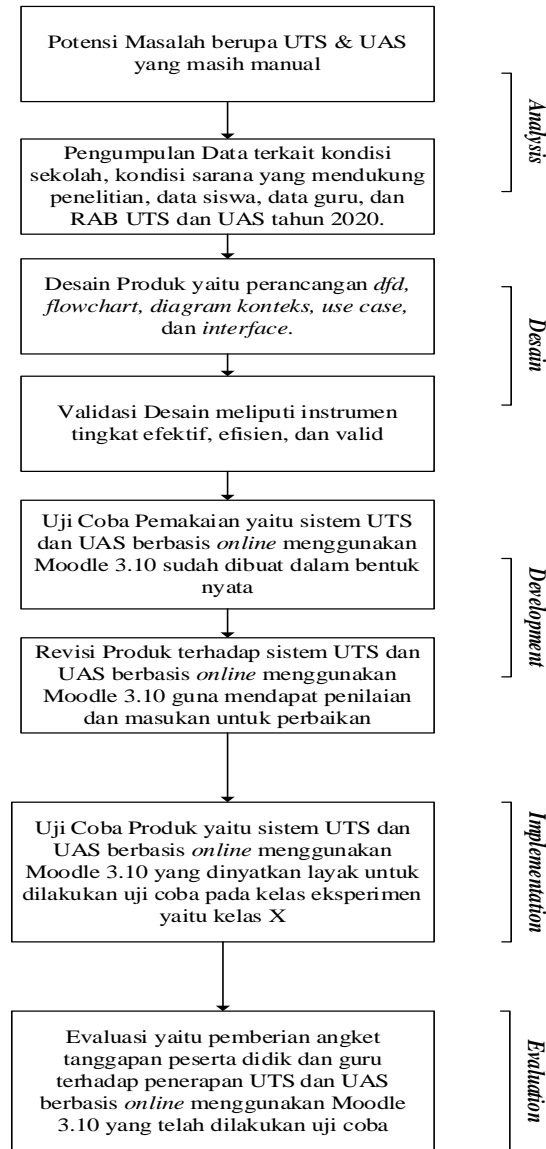 Potensi Masalah berupa UTS & UAS
yang masih manual
Analysis
Pengumpulan Data terkait kondisi
sekolah, kondisi sarana yang mendukung
penelitian, data siswa, data guru, dan
RAB UTS dan UAS tahun 2020.
Desain Produk yaitu perancangan dfd,
flowchart, diagram konteks, use case,
dan interface.
Desain
Validasi Desain meliputi instrumen
tingkat efektif, efisien, dan valid
Uji Coba Pemakaian yaitu sistem UTS
dan UAS berbasis online menggunakan
Moodle 3.10 sudah dibuat dalam bentuk
nyata
Development
Revisi Produk terhadap sistem UTS dan
UAS berbasis online menggunakan
Moodle 3.10 guna mendapat penilaian
dan masukan untuk perbaikan
Uji Coba Produk yaitu sistem UTS dan
UAS berbasis online menggunakan
Moodle 3.10 yang dinyatkan layak untuk
dilakukan uji coba pada kelas eksperimen
yaitu kelas X
Implementation
Evaluasi yaitu pemberian angket
tanggapan peserta didik dan guru
terhadap penerapan UTS dan UAS
berbasis online menggunakan Moodle
3.10 yang telah dilakukan uji coba
Evaluation